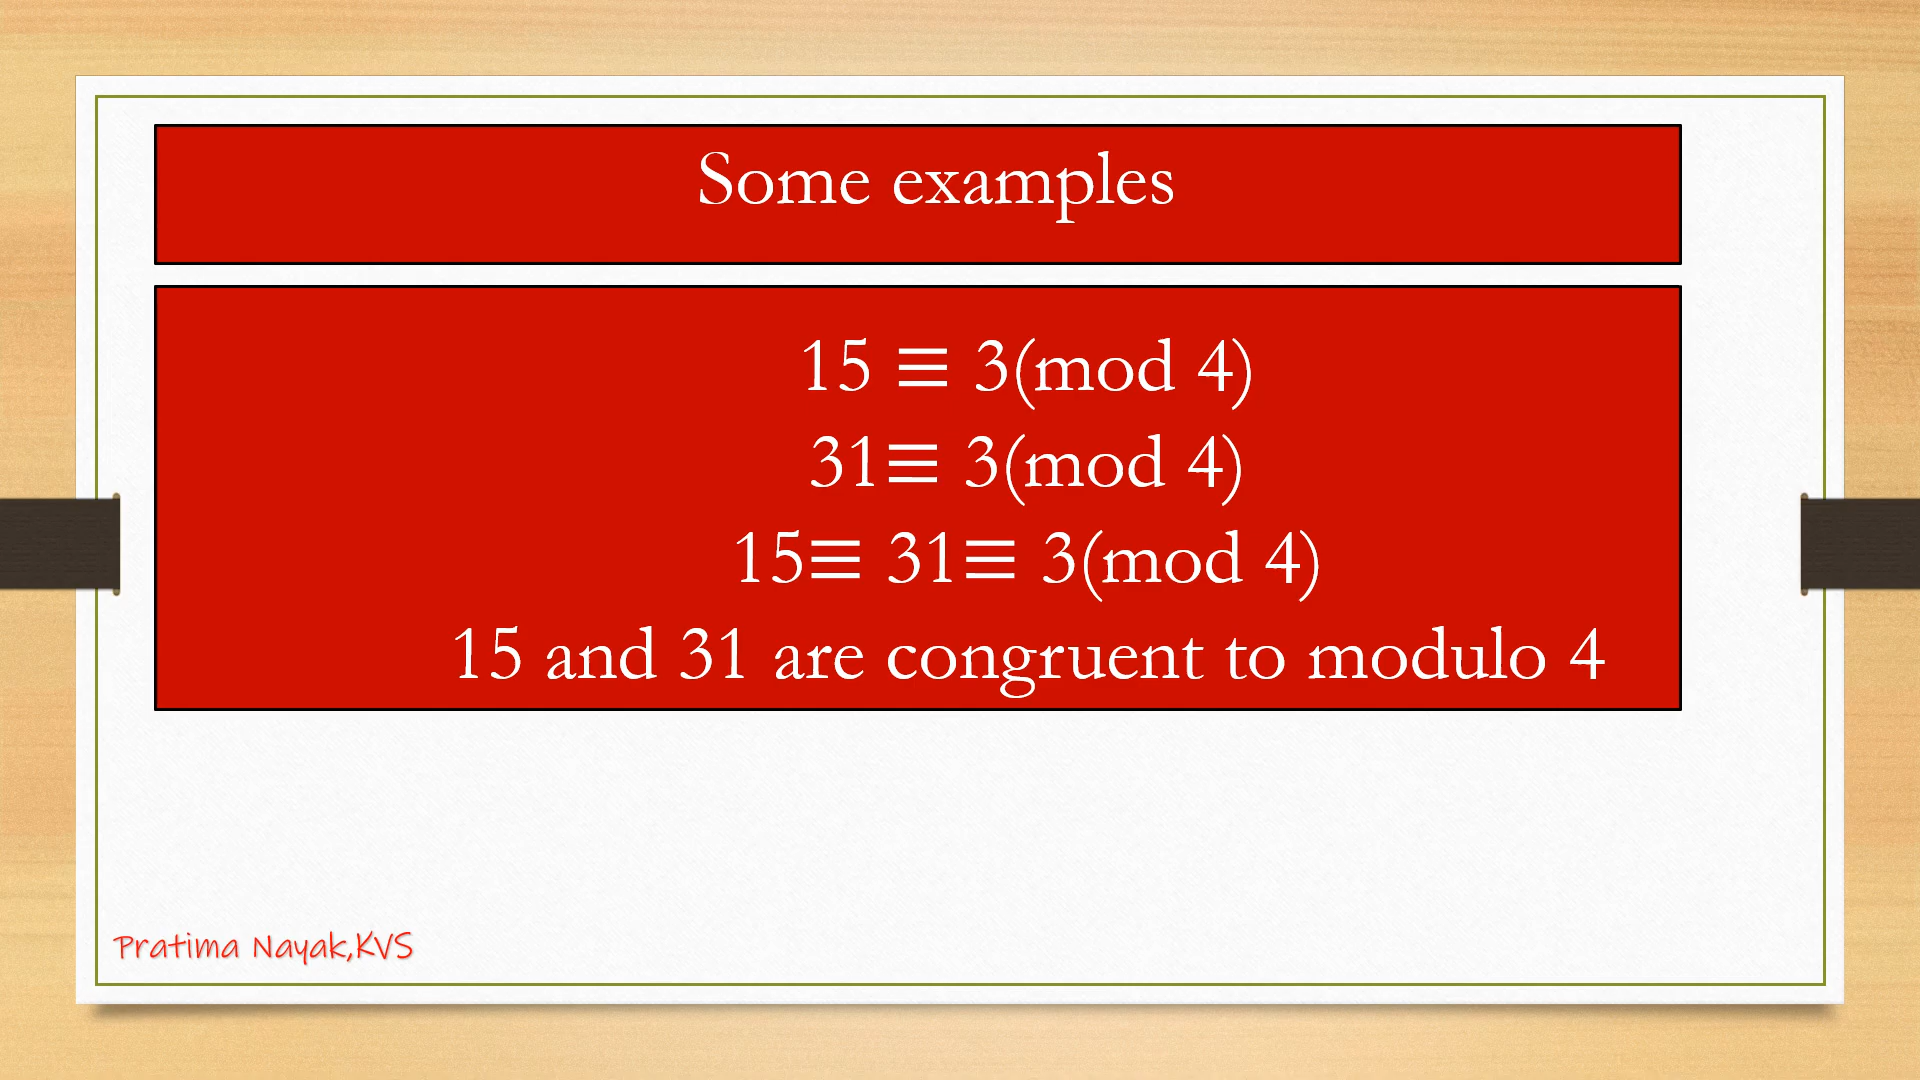 Some examples
15 ≡ 3(mod 4)
31≡ 3(mod 4)
15≡ 31≡ 3(mod 4)
15 and 31 are congruent to modulo 4
Pratima Nayak,KVS